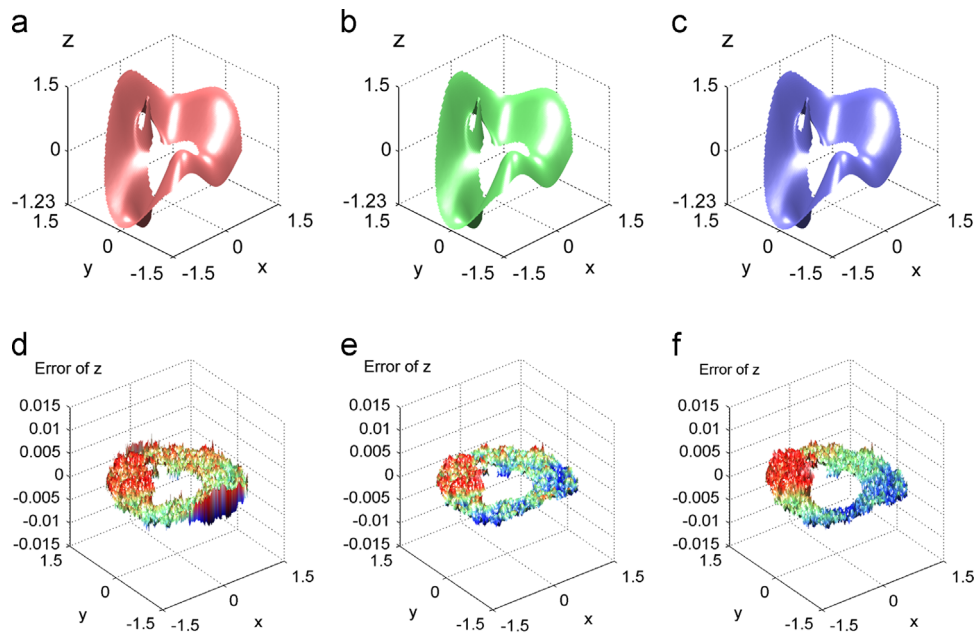 a b c
z z z
1.5 1.5 1.5
0 0 0
-1.23 -1.23 -1.23
1.5 1.5 1.5 1.5 1.5 1.5
0 0 0 0 0 0
y -1.5 -1.5 x y -1.5 -1.5 x y -1.5 -1.5 x
d e f
Error of z Error of z Error of z
0.015 0.015 0.015
0.01 0.01 0.01
0.005 0.005 0.005
0 0 0
-0.005 -0.005 -0.005
-0.01 -0.01 -0.01
-0.015 -0.015 -0.015
1.5 1.5 1.5 1.5 1.5 1.5
0 0 0 0 0 0
y -1.5 -1.5 x y -1.5 -1.5 x y -1.5 -1.5 x